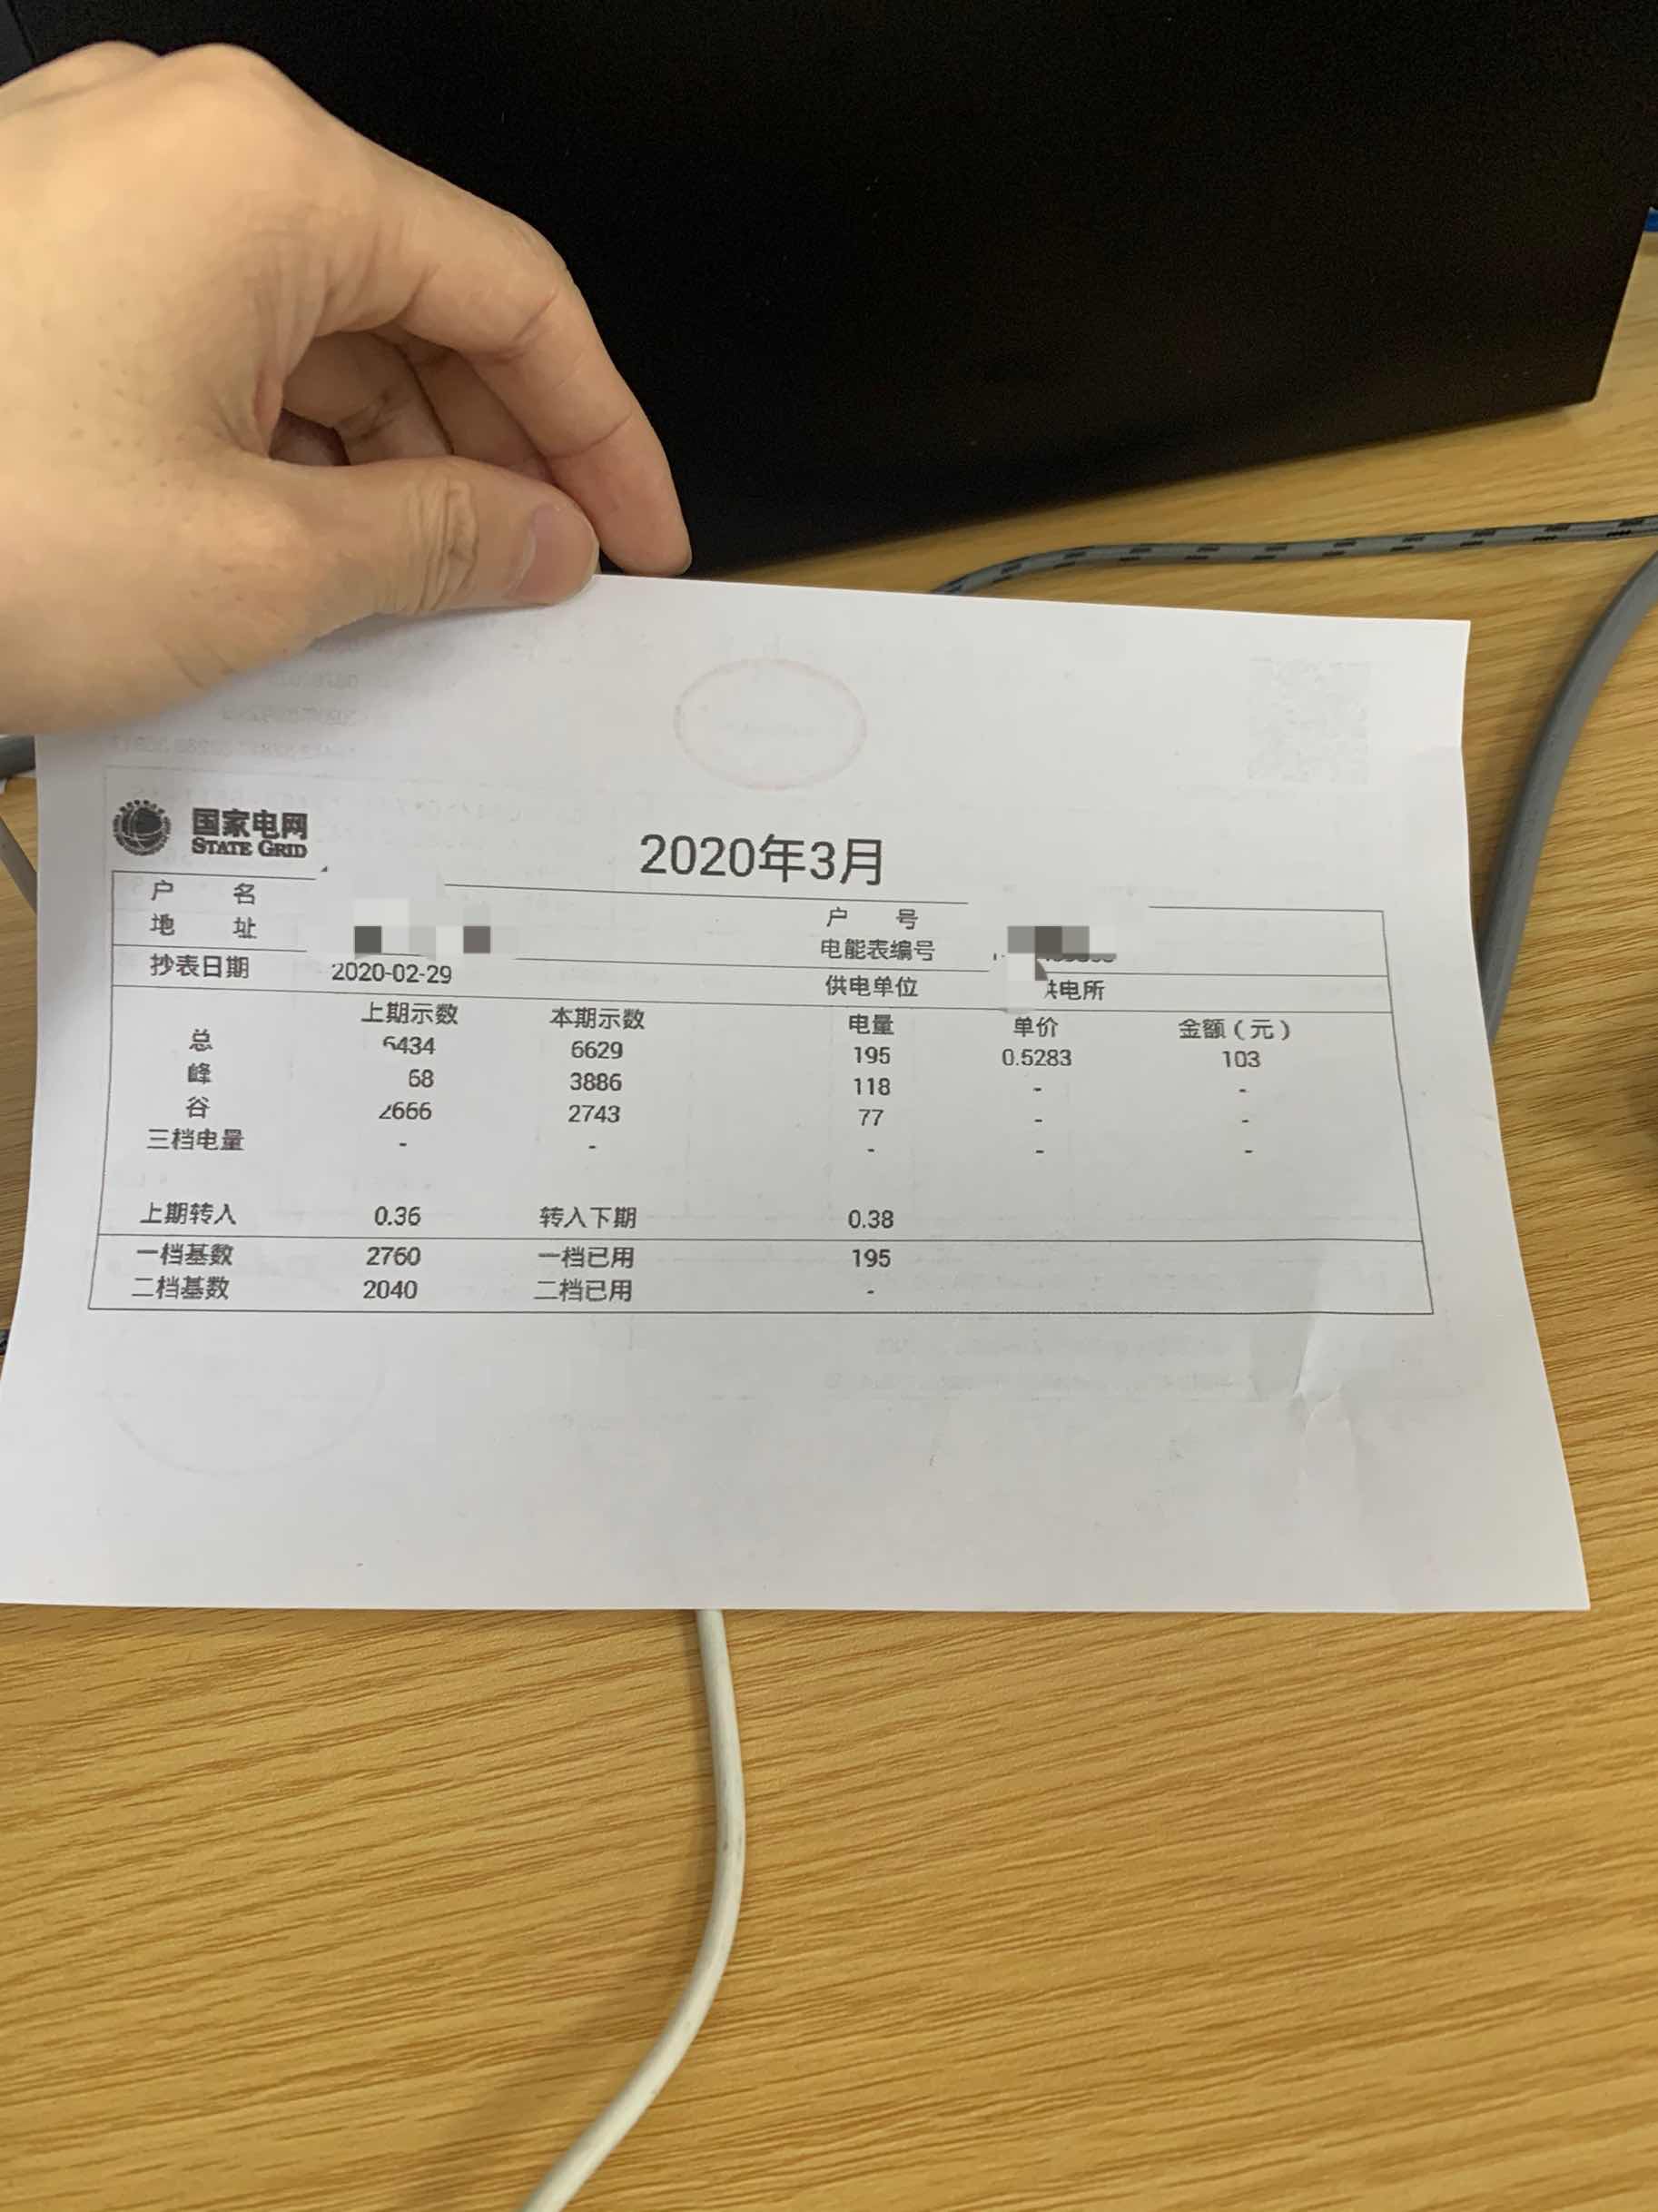 国家电网
STATE GRID
2020年3月
户 名
户 号
地 址
电能表编号
抄表日期 2020-02-29 供电单位 供电所
上期示数 本期示数 电量 单价 金额（元）
总 6434 6629 195 0.5283 103
峰 68 3886 118 - -
谷 2666 2743 77 - -
三档电量 - - - - -
上期转入 0.36 转入下期 0.38
一档基数 2760 一档已用 195
二档基数 2040 二档已用 -